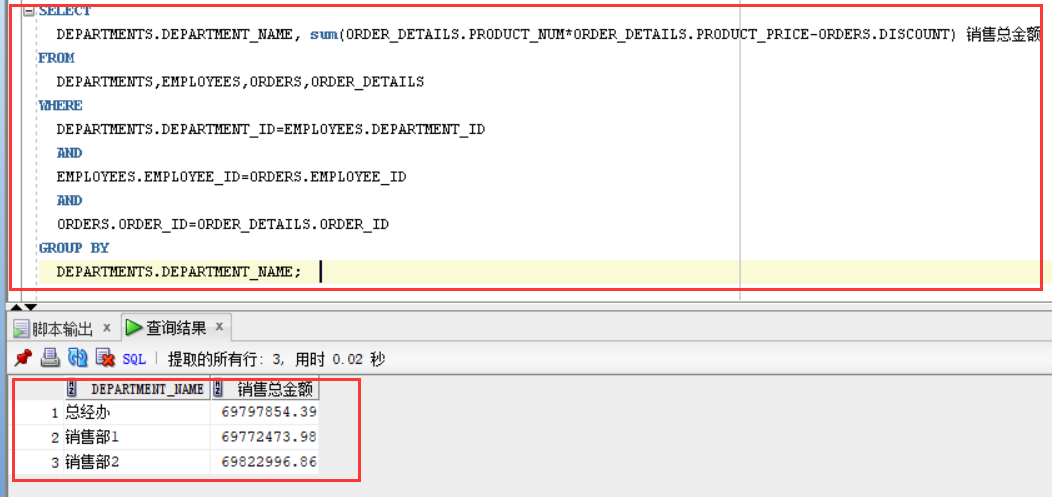 SELECT
DEPARTMENTS.DEPARTMENT_NAME, sum(ORDER_DETAILS.PRODUCT_NUM*ORDER_DETAILS.PRODUCT_PRICE-ORDERS.DISCOUNT) 销售总金额
FROM
DEPARTMENTS,EMPLOYEES,ORDERS,ORDER_DETAILS
WHERE
DEPARTMENTS.DEPARTMENT_ID=EMPLOYEES.DEPARTMENT_ID
AND
EMPLOYEES.EMPLOYEE_ID=ORDERS.EMPLOYEE_ID
AND
ORDERS.ORDER_ID=ORDER_DETAILS.ORDER_ID
GROUP BY
DEPARTMENTS.DEPARTMENT_NAME;
脚本输出 x 查询结果 x
SQL | 提取的所有行: 3, 用时 0.02 秒
DEPARTMENT_NAME 销售总金额
1 总经办 69797854.39
2 销售部1 69772473.98
3 销售部2 69822996.86